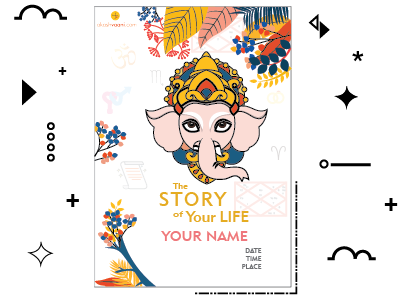 The
STORY
of Your LIFE
YOUR NAME
DATE
TIME
PLACE